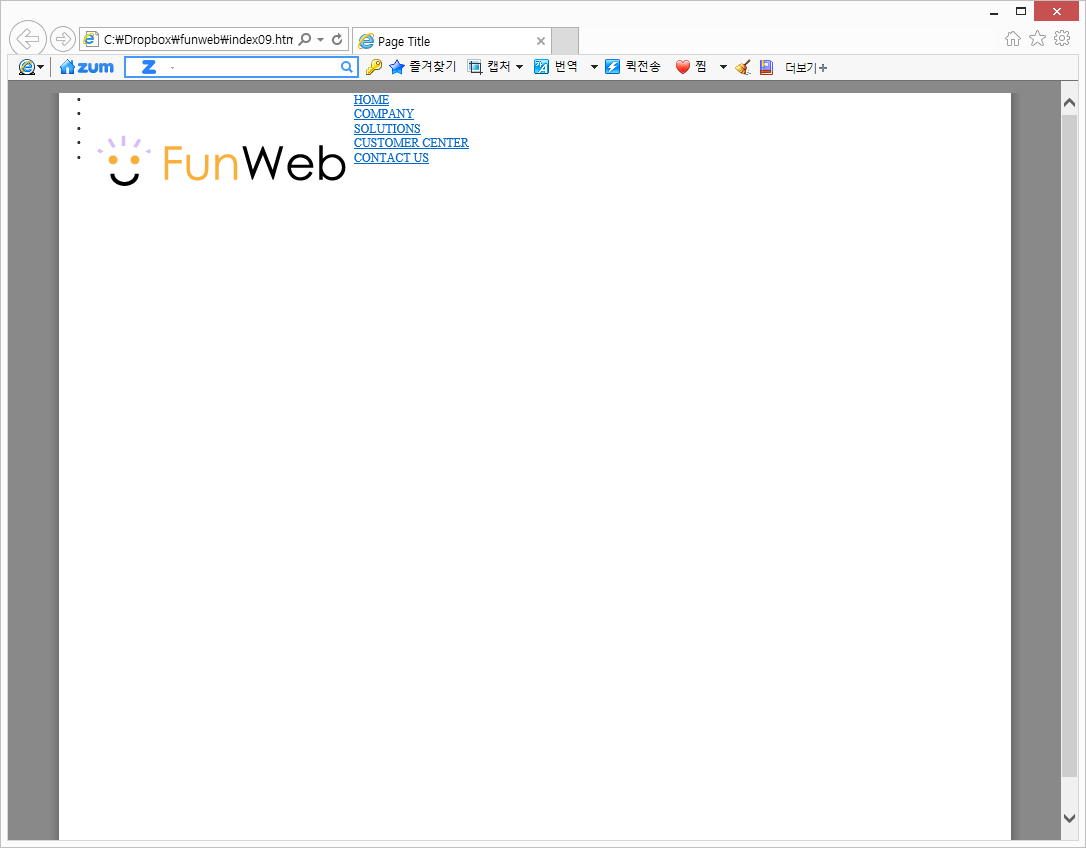 C:₩Dropbox₩funweb₩index09.htm
Page Title
zum
Z
즐겨찾기
캡처
번역
퀵전송
찜
더보기+
HOME
COMPANY
SOLUTIONS
CUSTOMER CENTER
CONTACT US
FunWeb